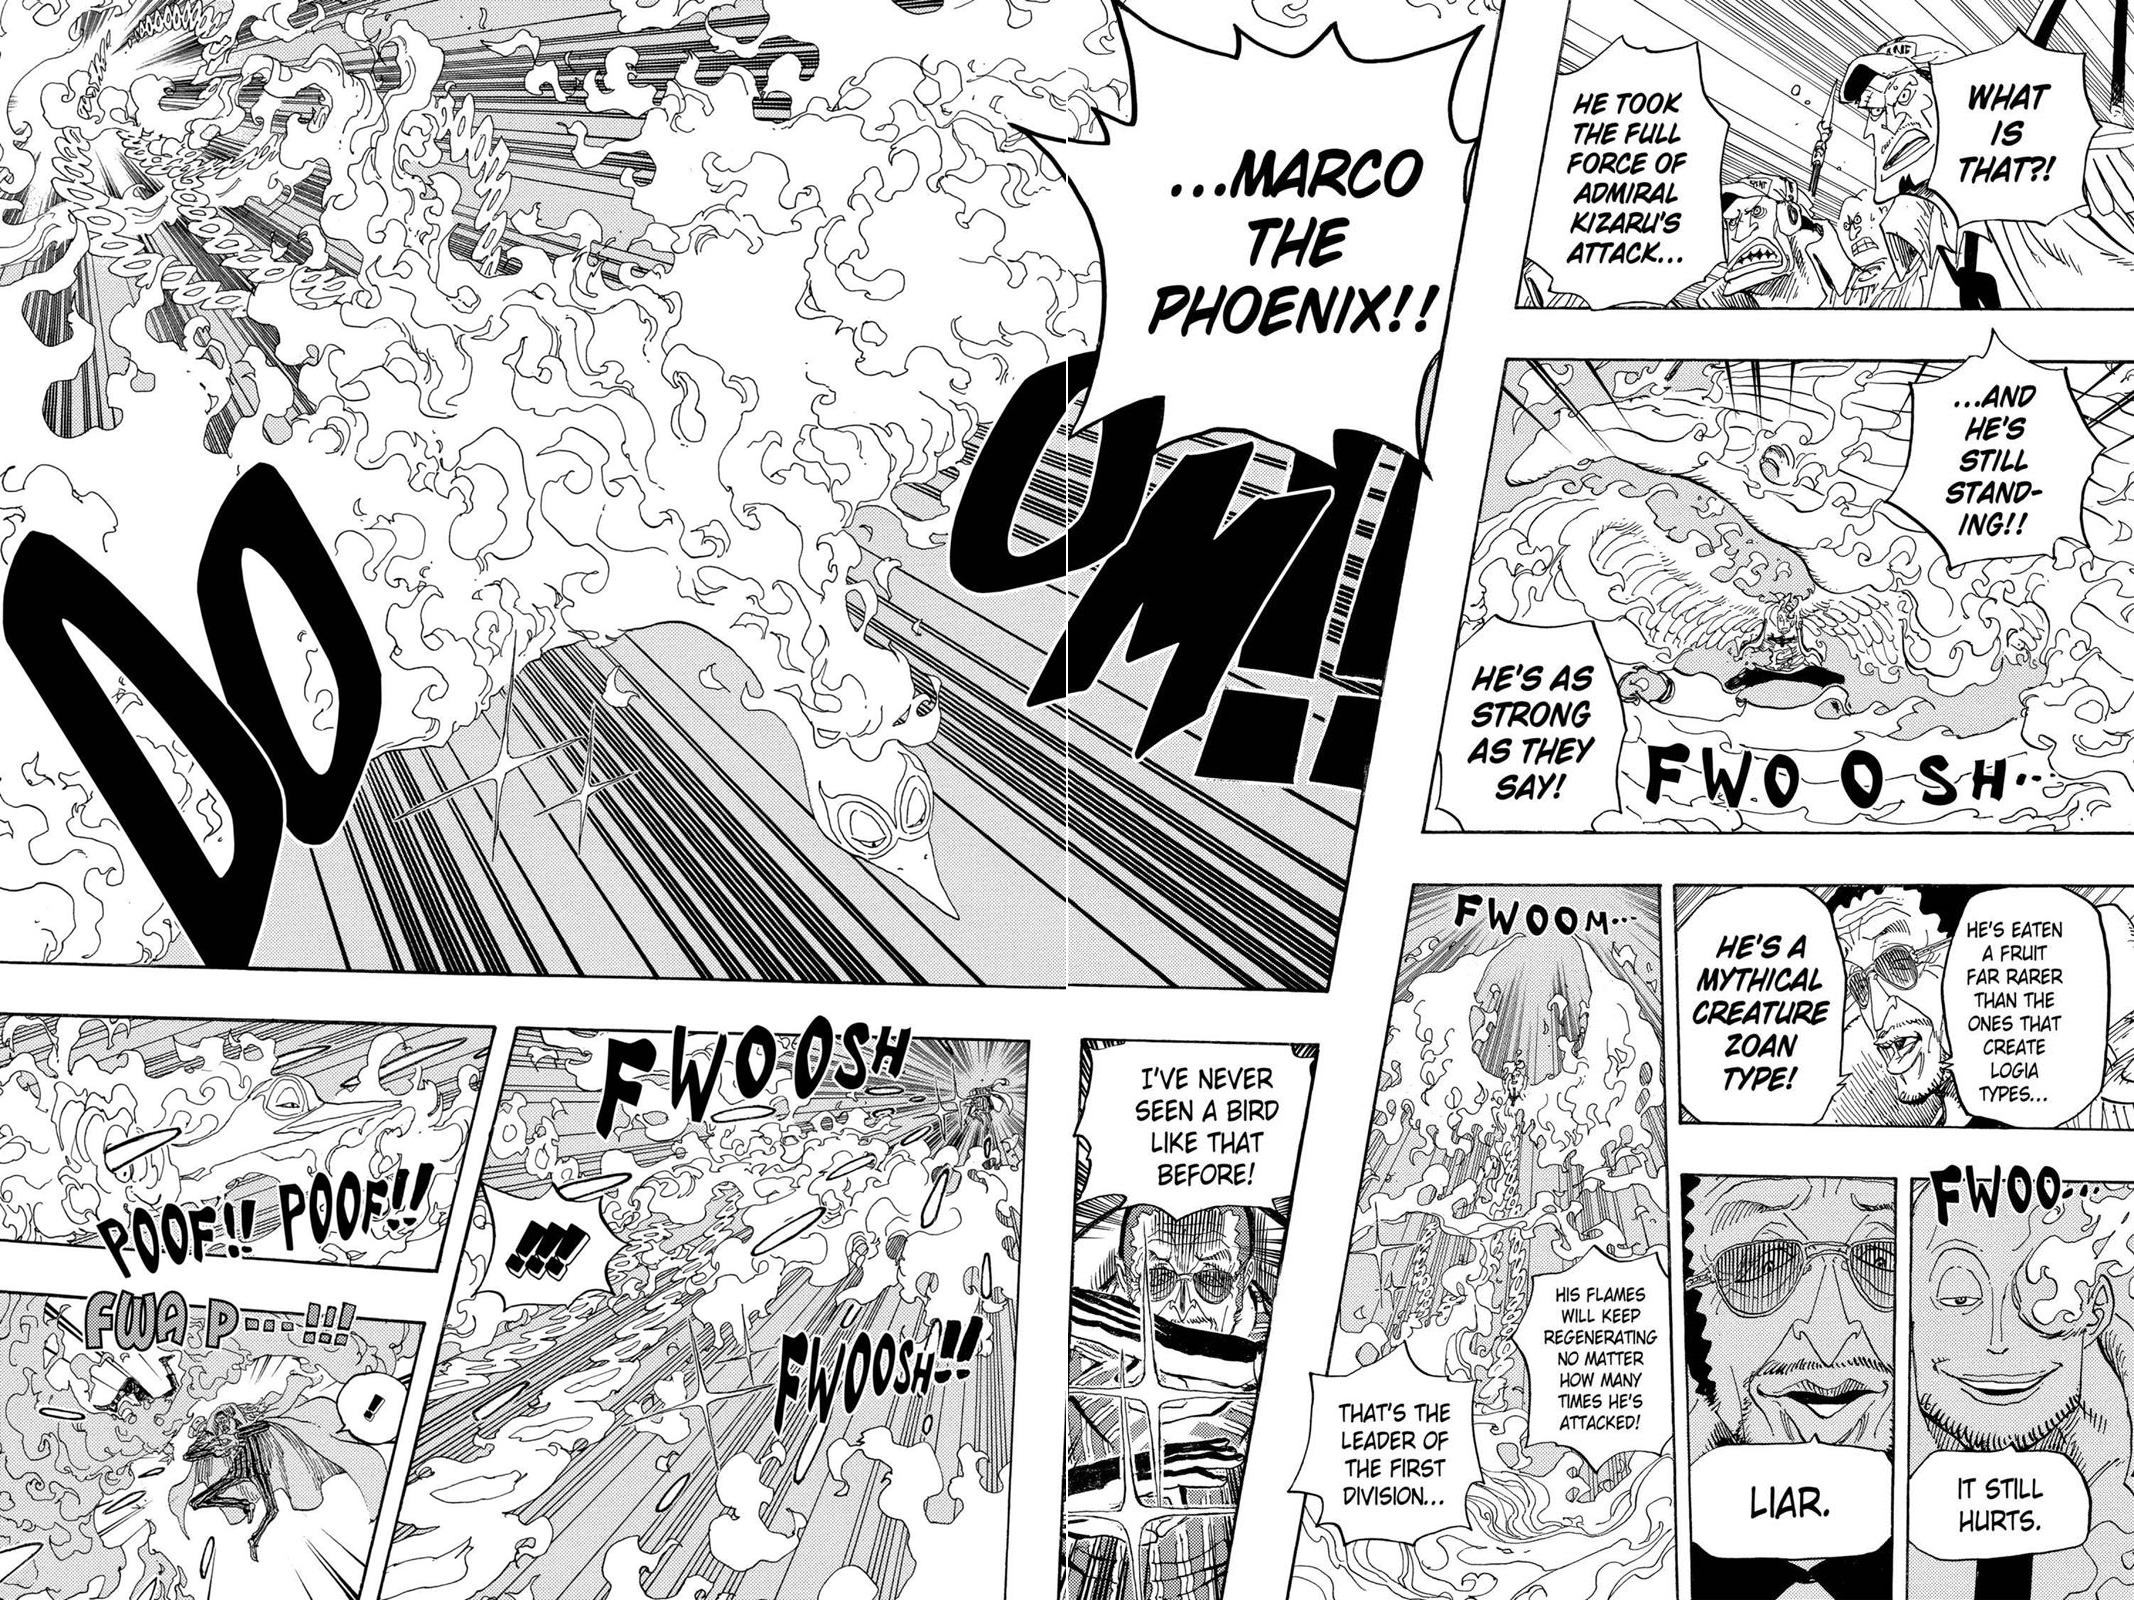 WHAT
IS
THAT?!
HE TOOK
THE FULL
FORCE OF
ADMIRAL
KIZARU'S
ATTACK...
...AND
HE'S
STILL
STAND-
ING!!
HE'S AS
STRONG
AS THEY
SAY!
FWOOSH...
HE'S EATEN
A FRUIT
FAR RARER
THAN THE
ONES THAT
CREATE
LOGIA
TYPES...
HE'S A
MYTHICAL
CREATURE
ZOAN
TYPE!
FWOO...
IT STILL
HURTS.
LIAR.
FWOOM...
HIS FLAMES
WILL KEEP
REGENERATING
NO MATTER
HOW MANY
TIMES HE'S
ATTACKED!
THAT'S THE
LEADER OF
THE FIRST
DIVISION...
...MARCO
THE
PHOENIX!!
DOOM!!
I'VE NEVER
SEEN A BIRD
LIKE THAT
BEFORE!
FWOOSH
!!!
FWOOSH!!
POOF!! POOF!!
FWAP...!!!
!